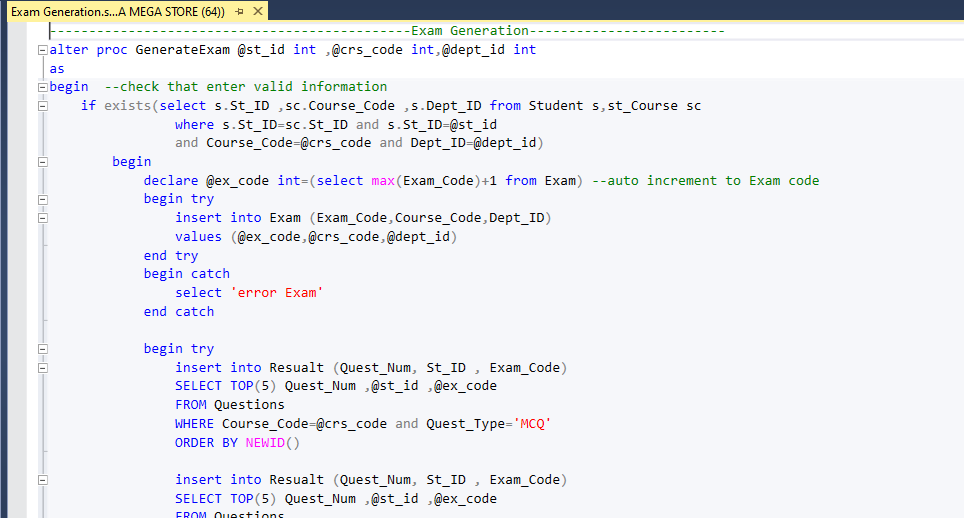 Exam Generation.s...A MEGA STORE (64))
----------------------------------------------Exam Generation-------------------------
alter proc GenerateExam @st_id int ,@crs_code int,@dept_id int
as
begin  --check that enter valid information
    if exists(select s.St_ID ,sc.Course_Code ,s.Dept_ID from Student s,st_Course sc
                where s.St_ID=sc.St_ID and s.St_ID=@st_id
                and Course_Code=@crs_code and Dept_ID=@dept_id)
        begin
            declare @ex_code int=(select max(Exam_Code)+1 from Exam) --auto increment to Exam code
            begin try
                insert into Exam (Exam_Code,Course_Code,Dept_ID)
                values (@ex_code,@crs_code,@dept_id)
            end try
            begin catch
                select 'error Exam'
            end catch

            begin try
                insert into Resualt (Quest_Num, St_ID , Exam_Code)
                SELECT TOP(5) Quest_Num ,@st_id ,@ex_code
                FROM Questions
                WHERE Course_Code=@crs_code and Quest_Type='MCQ'
                ORDER BY NEWID()

                insert into Resualt (Quest_Num, St_ID , Exam_Code)
                SELECT TOP(5) Quest_Num ,@st_id ,@ex_code
                FROM Questions